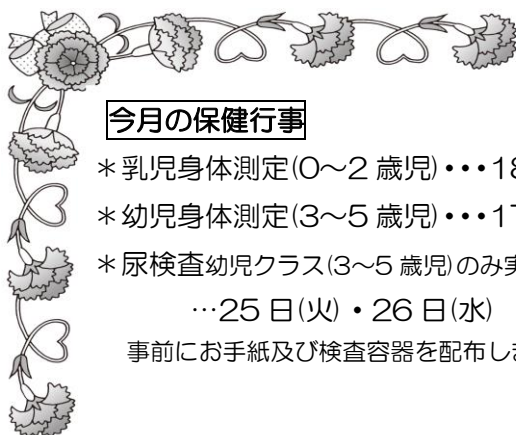 今月の保健行事
＊乳児身体測定(0～2 歳児)・・・18
＊幼児身体測定(3～5 歳児)・・・1
＊尿検査幼児クラス(3～5 歳児)のみ実
…25 日(火)・26 日(水)
事前にお手紙及び検査容器を配布し